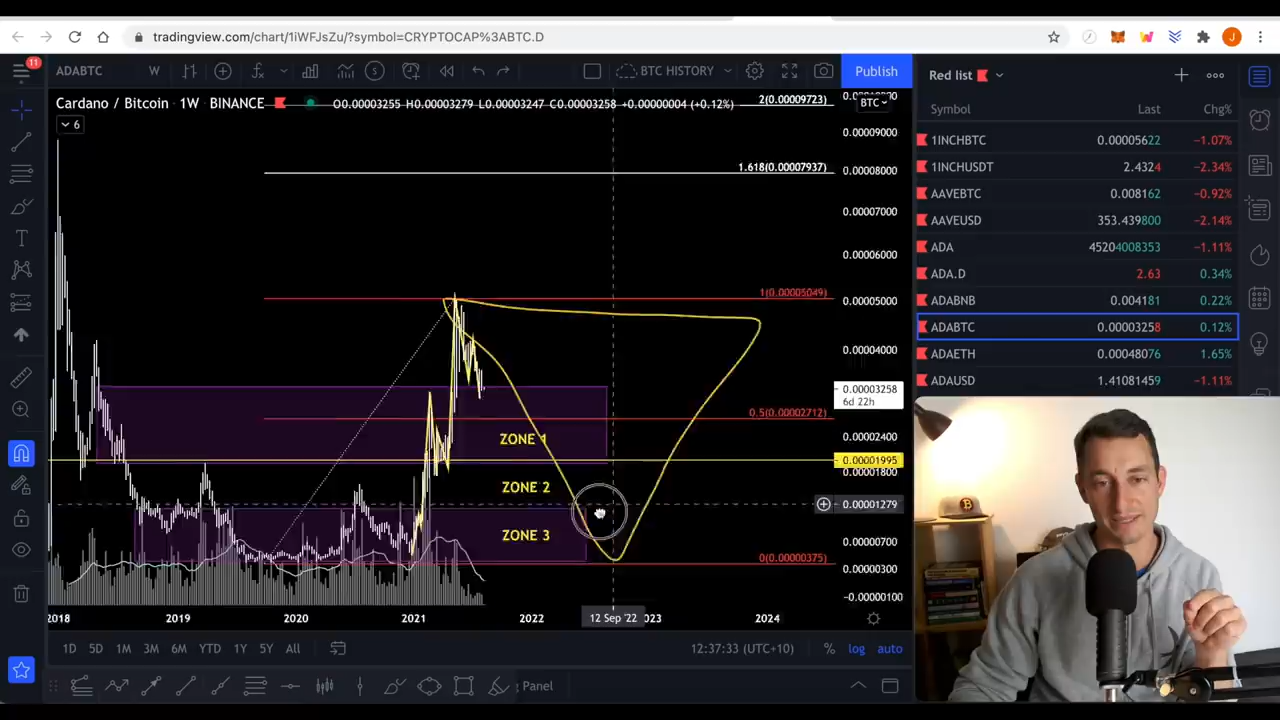 tradingview.com/chart/1iWFJsZu/?symbol=CRYPTOCAP%3ABTC.D
J
11
ADABTC
W
BTC HISTORY
Publish
Red list
Cardano / Bitcoin · 1W · BINANCE
O0.00003255 H0.00003279 L0.00003247 C0.00003258 +0.00000004 (+0.12%)
2(0.00009723)
BTC
6
Symbol Last Chg%
0.00009000
1INCHBTC 0.00005622 −1.07%
1.618(0.00007937)
0.00008000
1INCHUSDT 2.4324 −2.34%
AAVEBTC 0.008162 −0.92%
0.00007000
AAVEUSD 353.439800 −2.14%
ADA 45204008353 −1.11%
0.00006000
ADA.D 2.63 0.34%
1(0.00005049)
0.00005000
ADABNB 0.004181 0.22%
ADABTC 0.00003258 0.12%
0.00004000
ADAETH 0.00048076 1.65%
ADAUSD 1.41081459 −1.11%
0.00003258
6d 22h
0.5(0.00002712)
ZONE 1
0.00002400
0.00001995
0.00001800
ZONE 2
0.00001279
ZONE 3
0.00000700
0(0.00000375)
0.00000300
−0.00000100
2018 2019 2020 2021 2022 12 Sep '22 023 2024
1D 5D 1M 3M 6M YTD 1Y 5Y All
12:37:33 (UTC+10) % log auto
Panel